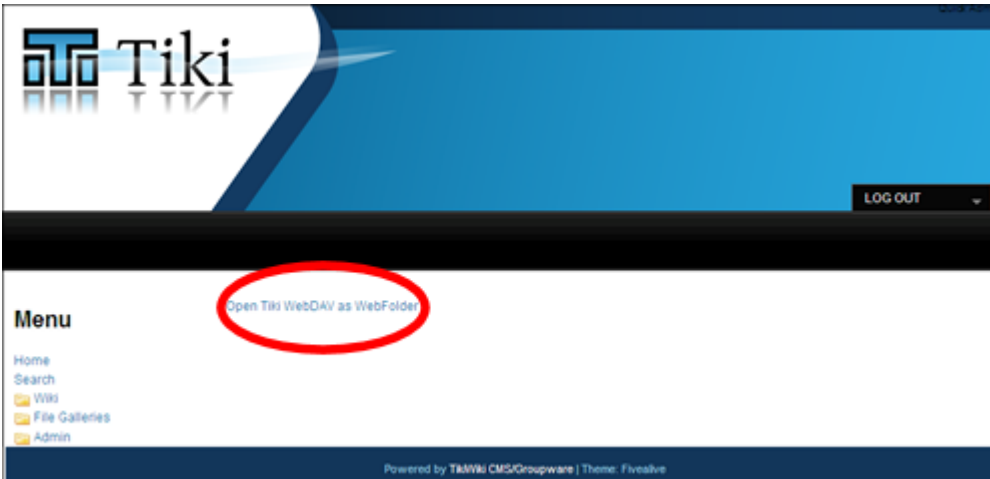 Tiki
LOG OUT
Open Tiki WebDAV as WebFolder
Menu
Home
Search
Wiki
File Galleries
Admin
Powered by TikiWiki CMS/Groupware | Theme: Fivealive